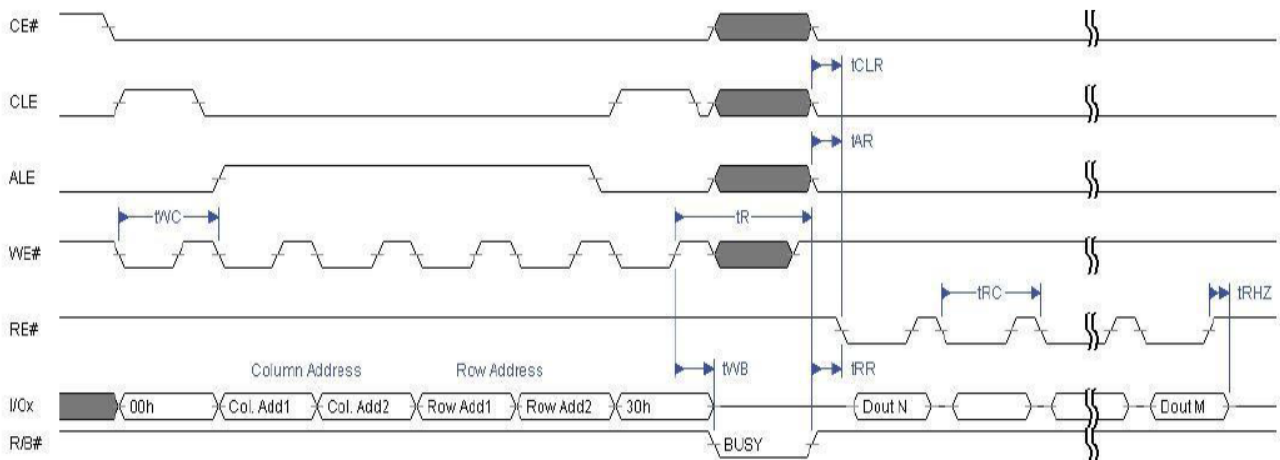 CE#
tCLR
CLE
tAR
ALE
tWC
tR
WE#
tRC
tRHZ
RE#
Column Address
Row Address
tWB
tRR
I/Ox
00h
Col. Add1
Col. Add2
Row Add1
Row Add2
30h
Dout N
Dout M
R/B#
BUSY